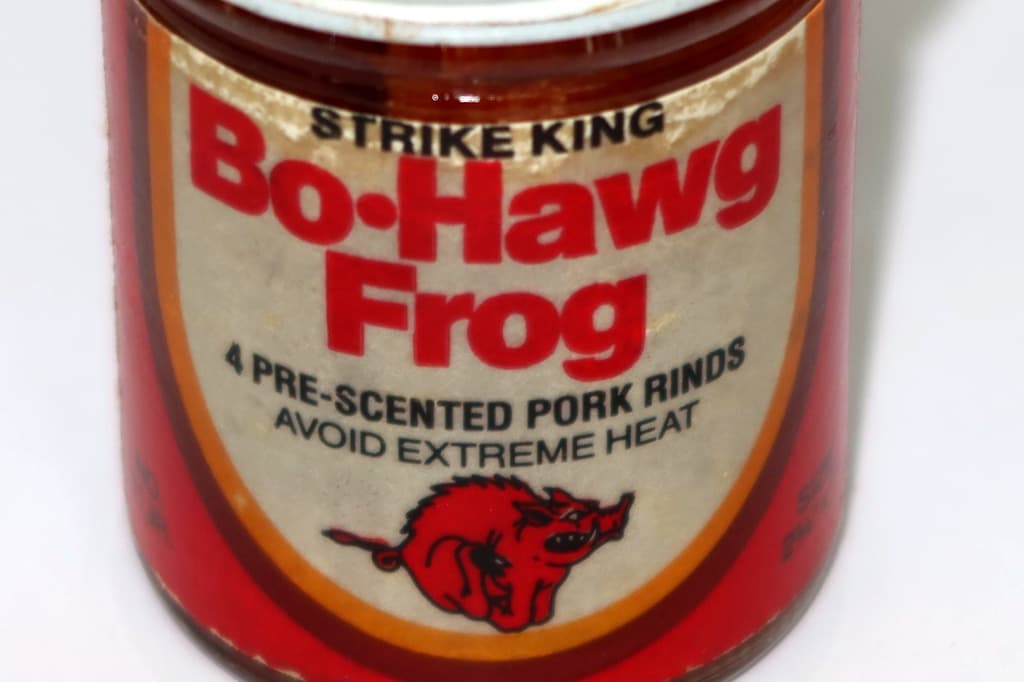 STRIKE KING
Bo•Hawg
Frog
4 PRE-SCENTED PORK RINDS
AVOID EXTREME HEAT